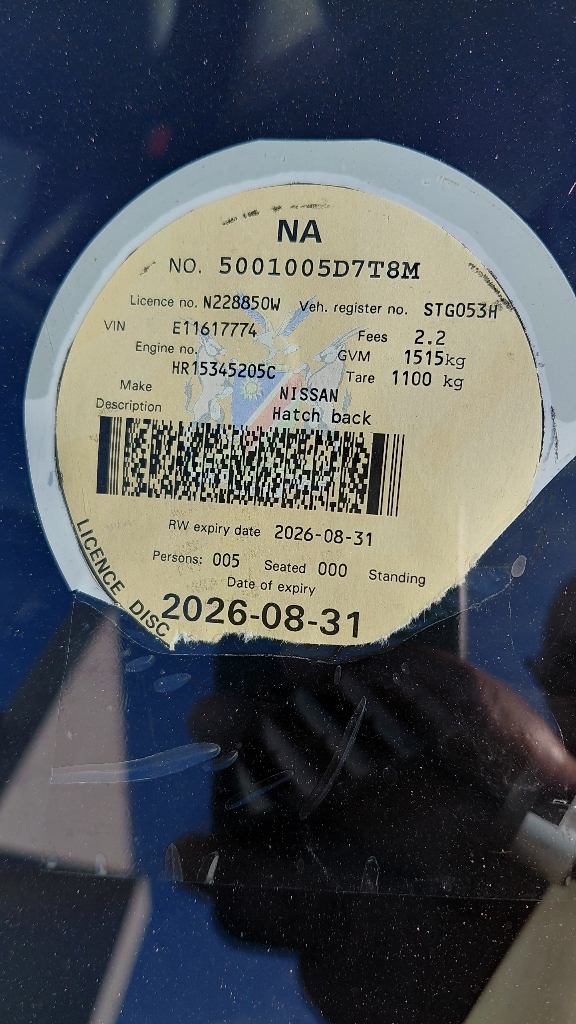 NA
NO. 5001005D7T8M
Licence no. N22885OW Veh. register no. STG053H
VIN E11617774 Fees 2.2
Engine no. GVM 1515kg
HR15345205C Tare 1100 kg
Make NISSAN
Description Hatch back
RW expiry date 2026-08-31
Persons: 005 Seated 000 Standing
Date of expiry
2026-08-31
LICENCE DISC